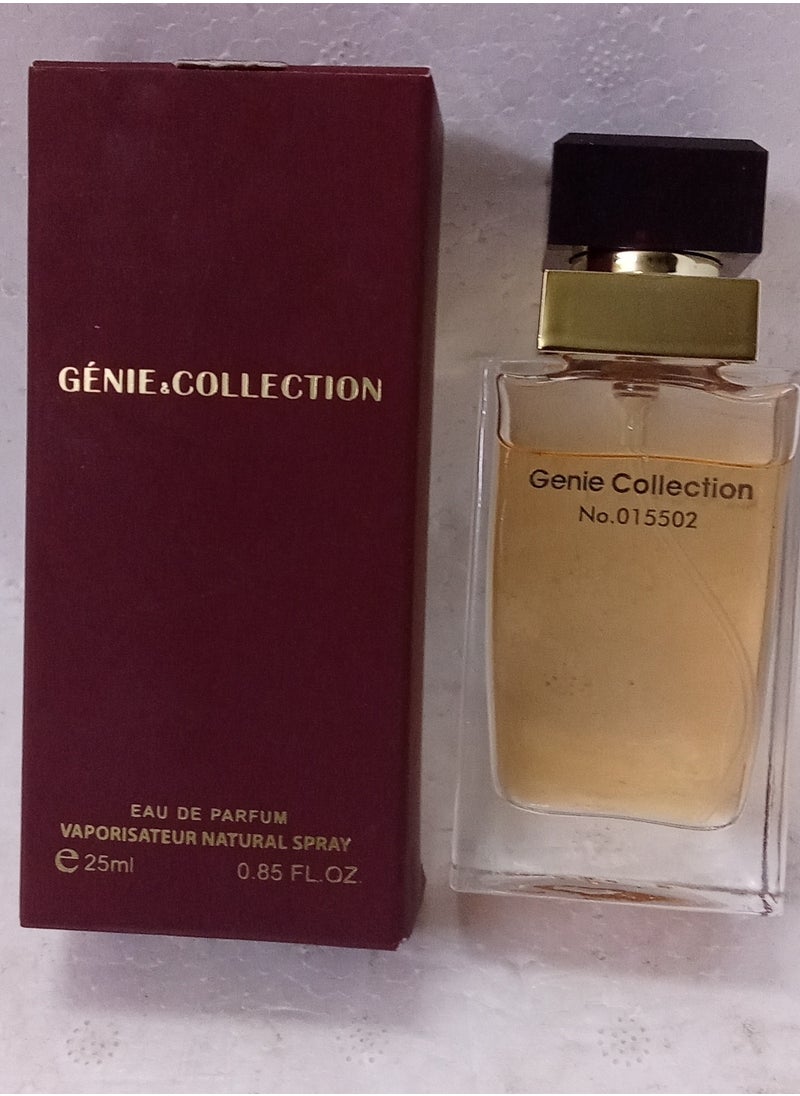 GÉNIE&COLLECTION
EAU DE PARFUM
VAPORISATEUR NATURAL SPRAY
℮ 25ml 0.85 FL.OZ.
Genie Collection
No.015502